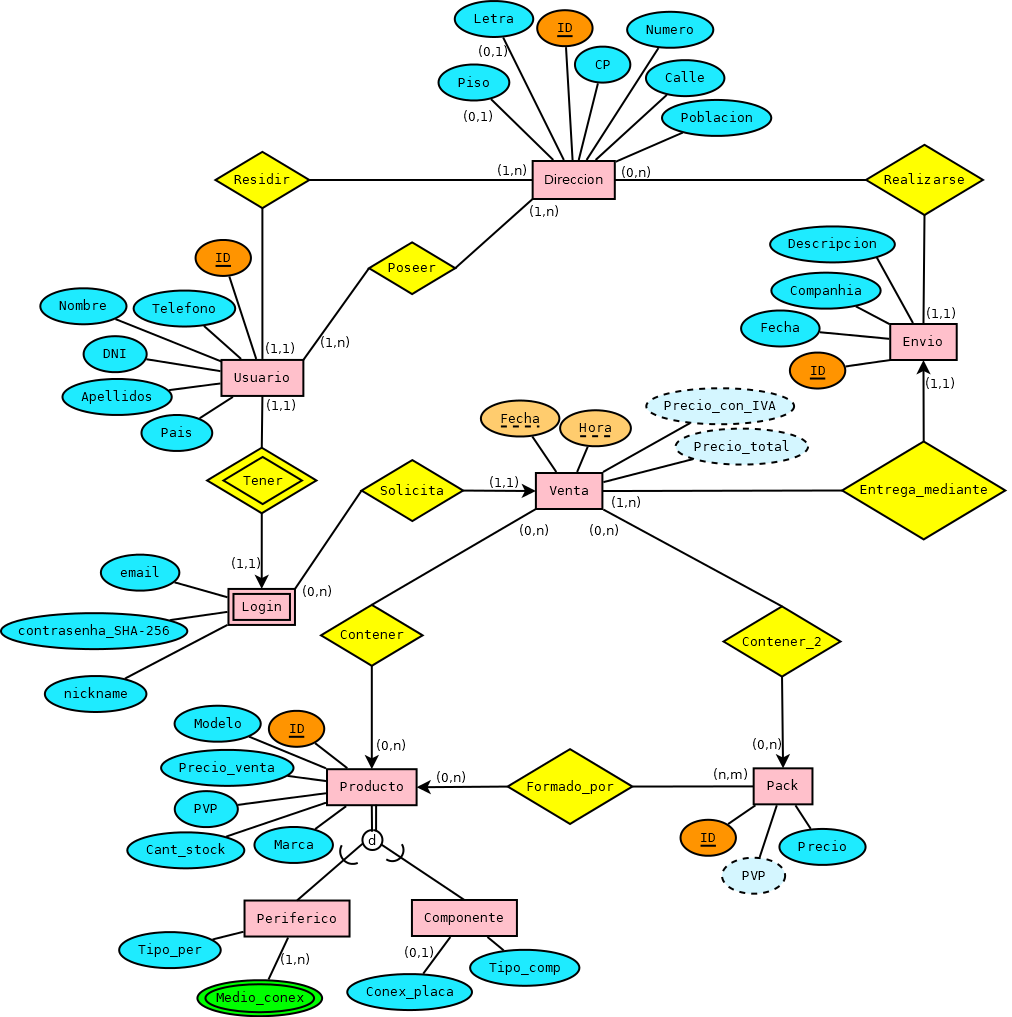 Letra
ID
Numero
(0,1)
CP
Piso
Calle
(0,1)
Poblacion
Residir
(1,n)
Direccion
(0,n)
Realizarse
(1,n)
Descripcion
ID
Poseer
Companhia
Nombre
Telefono
(1,1)
Fecha
Envio
(1,1)
(1,n)
DNI
ID
Usuario
(1,1)
Apellidos
(1,1)
Precio_con_IVA
Pais
Fecha
Hora
Precio_total
Tener
Solicita
(1,1)
Venta
(1,n)
Entrega_mediante
(0,n)
(0,n)
(1,1)
email
(0,n)
Login
contrasenha_SHA-256
Contener
Contener_2
nickname
Modelo
ID
(0,n)
(0,n)
Precio_venta
Producto
(0,n)
Formado_por
(n,m)
Pack
PVP
Cant_stock
Marca
d
ID
Precio
PVP
Periferico
Componente
Tipo_per
(1,n)
(0,1)
Tipo_comp
Medio_conex
Conex_placa